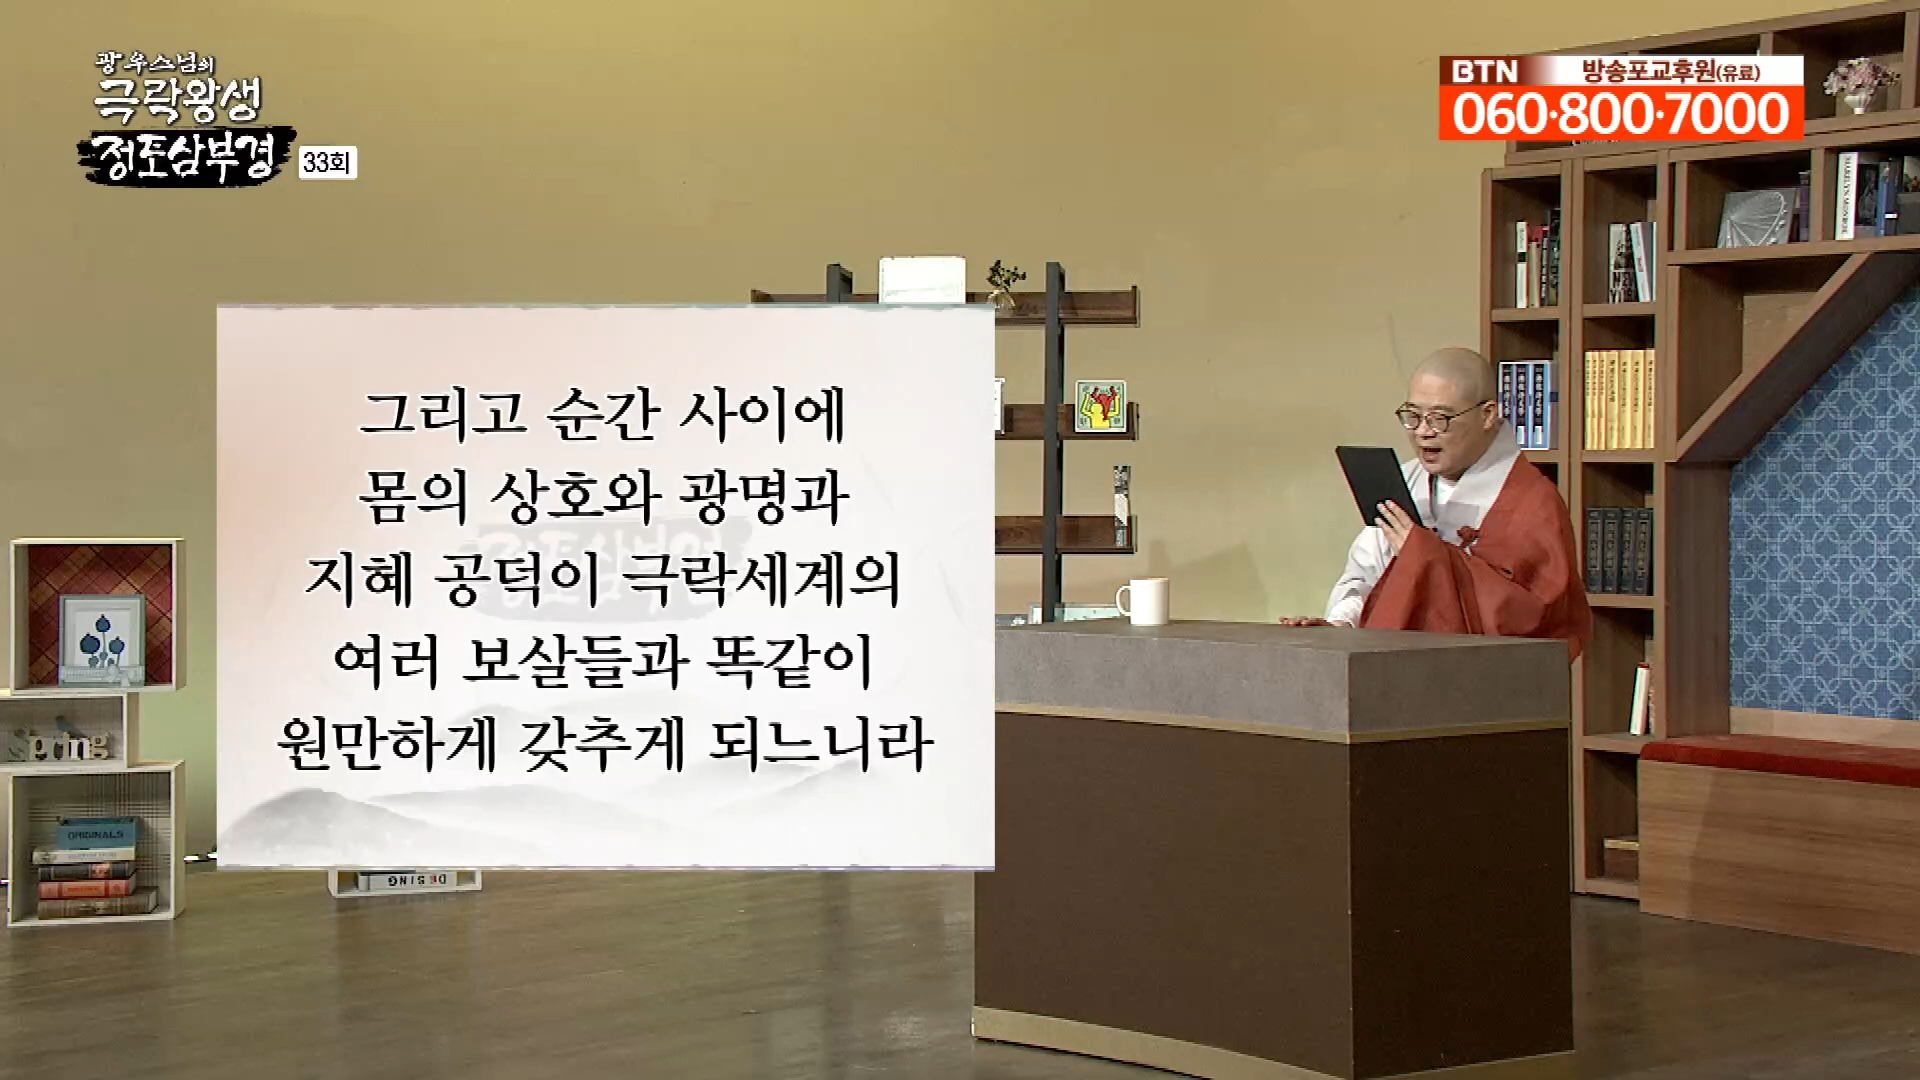 광우스님의
극락왕생
정토삼부경
33회
BTN 방송포교후원(유료)
060·800·7000
그리고 순간 사이에
몸의 상호와 광명과
지혜 공덕이 극락세계의
여러 보살들과 똑같이
원만하게 갖추게 되느니라
Spring
ORIGINALS
DESING